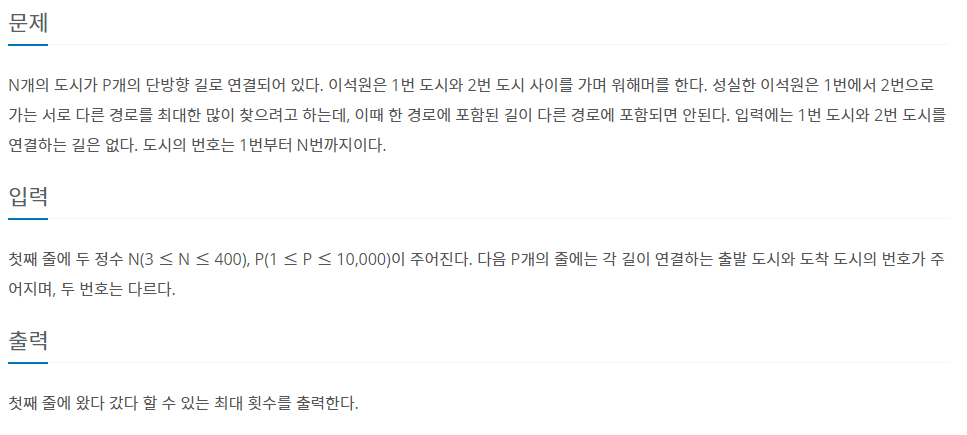 문제
N개의 도시가 P개의 단방향 길로 연결되어 있다. 이석원은 1번 도시와 2번 도시 사이를 가며 워해머를 한다. 성실한 이석원은 1번에서 2번으로
가는 서로 다른 경로를 최대한 많이 찾으려고 하는데, 이때 한 경로에 포함된 길이 다른 경로에 포함되면 안된다. 입력에는 1번 도시와 2번 도시를
연결하는 길은 없다. 도시의 번호는 1번부터 N번까지이다.
입력
첫째 줄에 두 정수 N(3 ≤ N ≤ 400), P(1 ≤ P ≤ 10,000)이 주어진다. 다음 P개의 줄에는 각 길이 연결하는 출발 도시와 도착 도시의 번호가 주
어지며, 두 번호는 다르다.
출력
첫째 줄에 왔다 갔다 할 수 있는 최대 횟수를 출력한다.